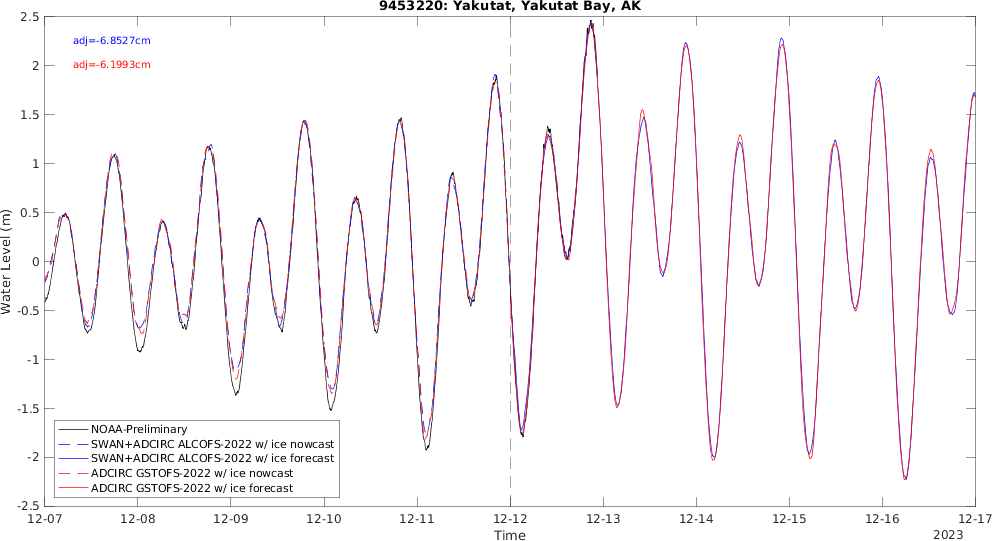 9453220: Yakutat, Yakutat Bay, AK
adj=-6.8527cm
adj=-6.1993cm
Water Level (m)
2.5
2
1.5
1
0.5
0
-0.5
-1
-1.5
-2
-2.5
NOAA-Preliminary
SWAN+ADCIRC ALCOFS-2022 w/ ice nowcast
SWAN+ADCIRC ALCOFS-2022 w/ ice forecast
ADCIRC GSTOFS-2022 w/ ice nowcast
ADCIRC GSTOFS-2022 w/ ice forecast
12-07 12-08 12-09 12-10 12-11 12-12 12-13 12-14 12-15 12-16 12-17
Time
2023